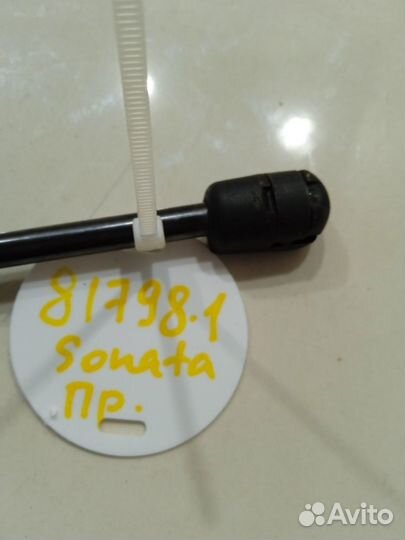 81798.1
Sonata
Пр.
Avito